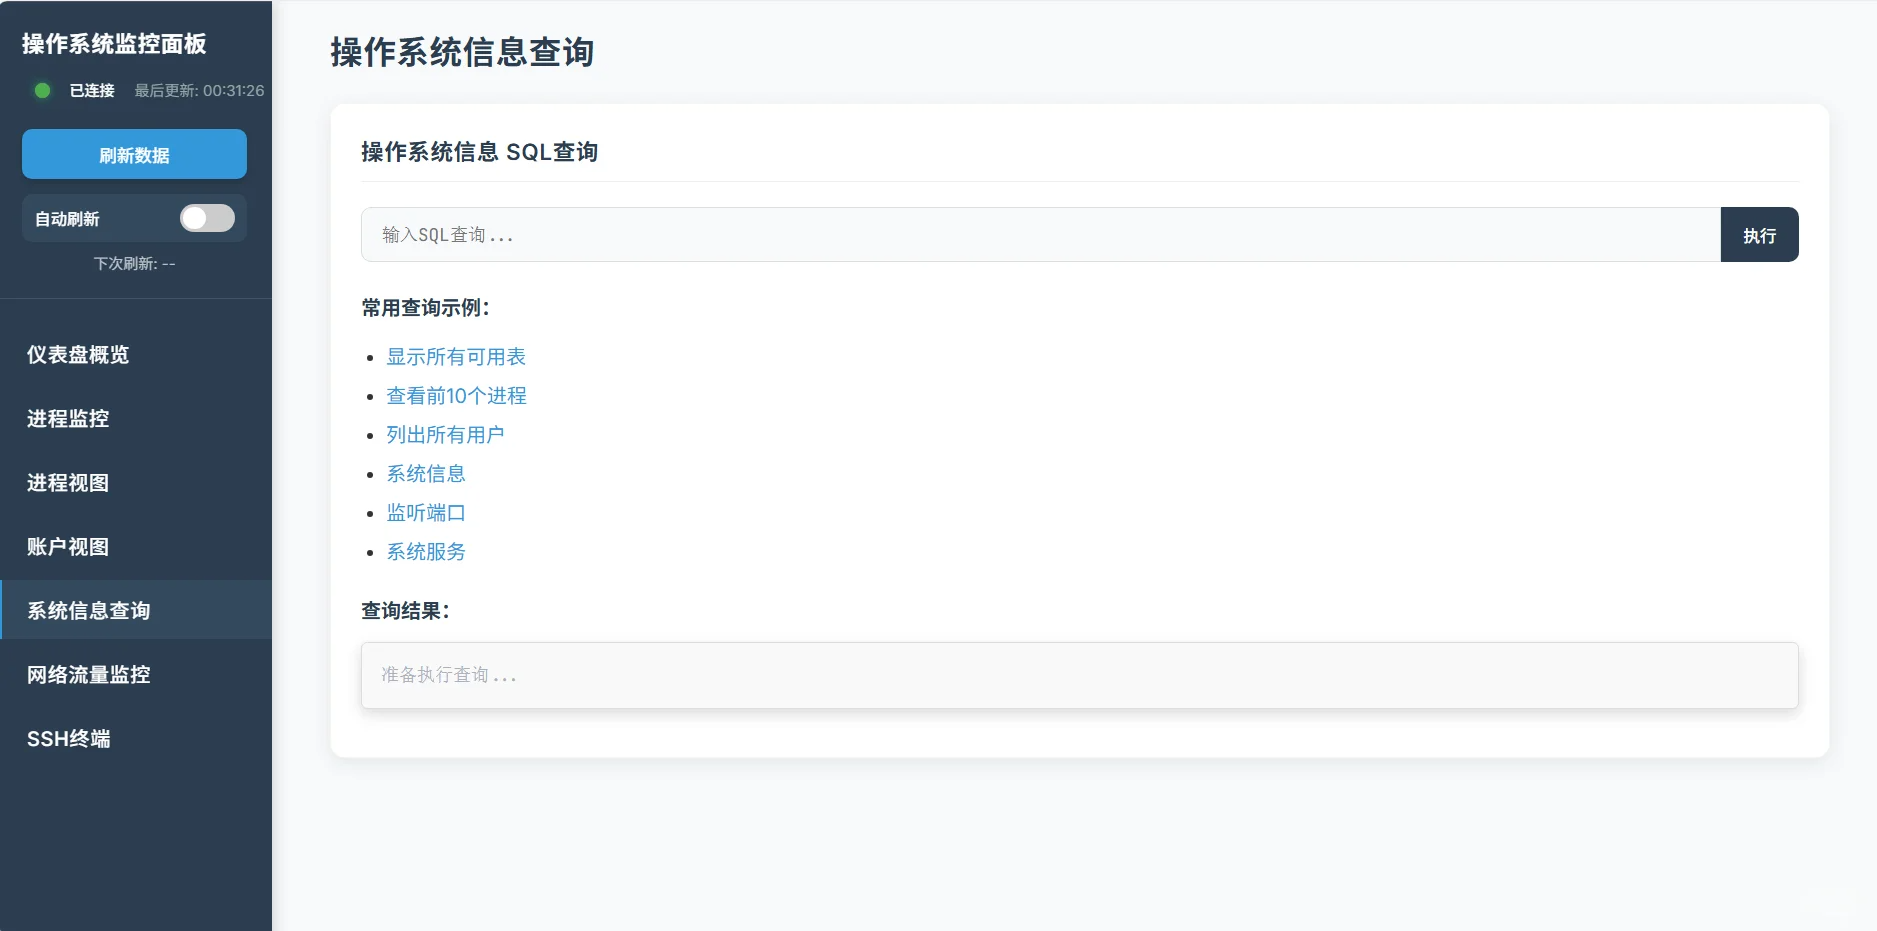 操作系统监控面板
已连接 最后更新: 00:31:26
刷新数据
自动刷新
下次刷新: --
仪表盘概览
进程监控
进程视图
账户视图
系统信息查询
网络流量监控
SSH终端
操作系统信息查询
操作系统信息 SQL查询
输入SQL查询...
执行
常用查询示例：
显示所有可用表
查看前10个进程
列出所有用户
系统信息
监听端口
系统服务
查询结果：
准备执行查询...